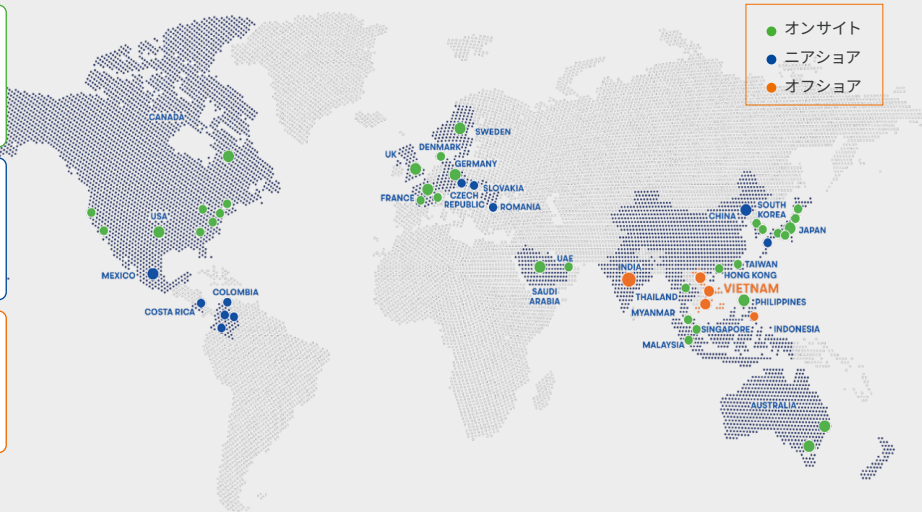 オンサイト
ニアショア
オフショア
CANADA
SWEDEN
DENMARK
UK
GERMANY
SLOVAKIA
FRANCE
CZECH
REPUBLIC
ROMANIA
USA
CHINA
SOUTH
KOREA
JAPAN
UAE
INDIA
TAIWAN
HONG KONG
MEXICO
COLOMBIA
COSTA RICA
SAUDI
ARABIA
THAILAND
VIETNAM
PHILIPPINES
MYANMAR
SINGAPORE
INDONESIA
MALAYSIA
AUSTRALIA